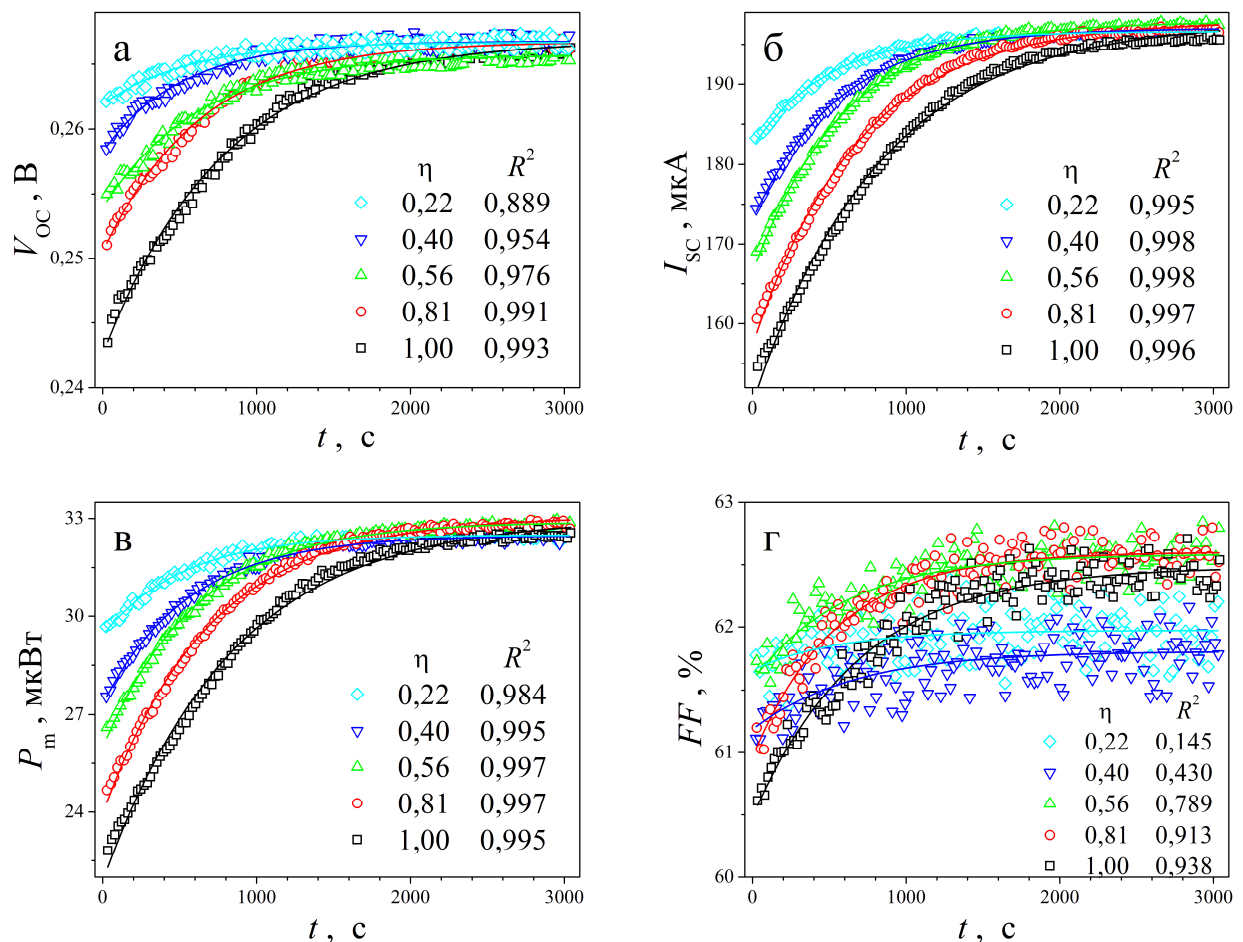 а
0,26
0,25
0,24
V_OC, В
η R²
0,22 0,889
0,40 0,954
0,56 0,976
0,81 0,991
1,00 0,993
0 1000 2000 3000
t, с
б
190
180
170
160
I_SC, мкА
η R²
0,22 0,995
0,40 0,998
0,56 0,998
0,81 0,997
1,00 0,996
0 1000 2000 3000
t, с
в
33
30
27
24
P_m, мкВт
η R²
0,22 0,984
0,40 0,995
0,56 0,997
0,81 0,997
1,00 0,995
0 1000 2000 3000
t, с
г
63
62
61
60
FF, %
η R²
0,22 0,145
0,40 0,430
0,56 0,789
0,81 0,913
1,00 0,938
0 1000 2000 3000
t, с